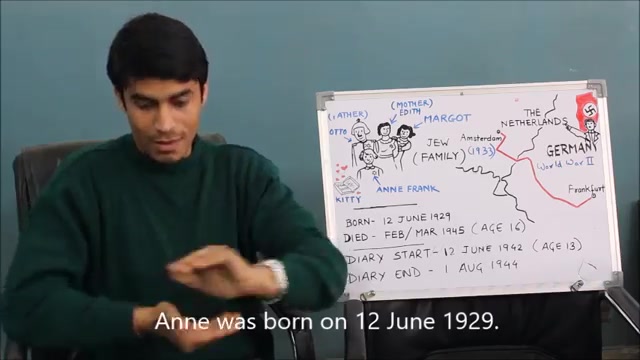 (FATHER)
OTTO
(MOTHER)
EDITH
MARGOT
ANNE FRANK
KITTY
JEW
(FAMILY)
THE
NETHERLANDS
Amsterdam
(1933)
GERMANY
World War II
Frankfurt
BORN- 12 JUNE 1929
DIED - FEB/MAR 1945 (AGE 16)
DIARY START- 12 JUNE 1942 (AGE 13)
DIARY END - 1 AUG 1944
Anne was born on 12 June 1929.